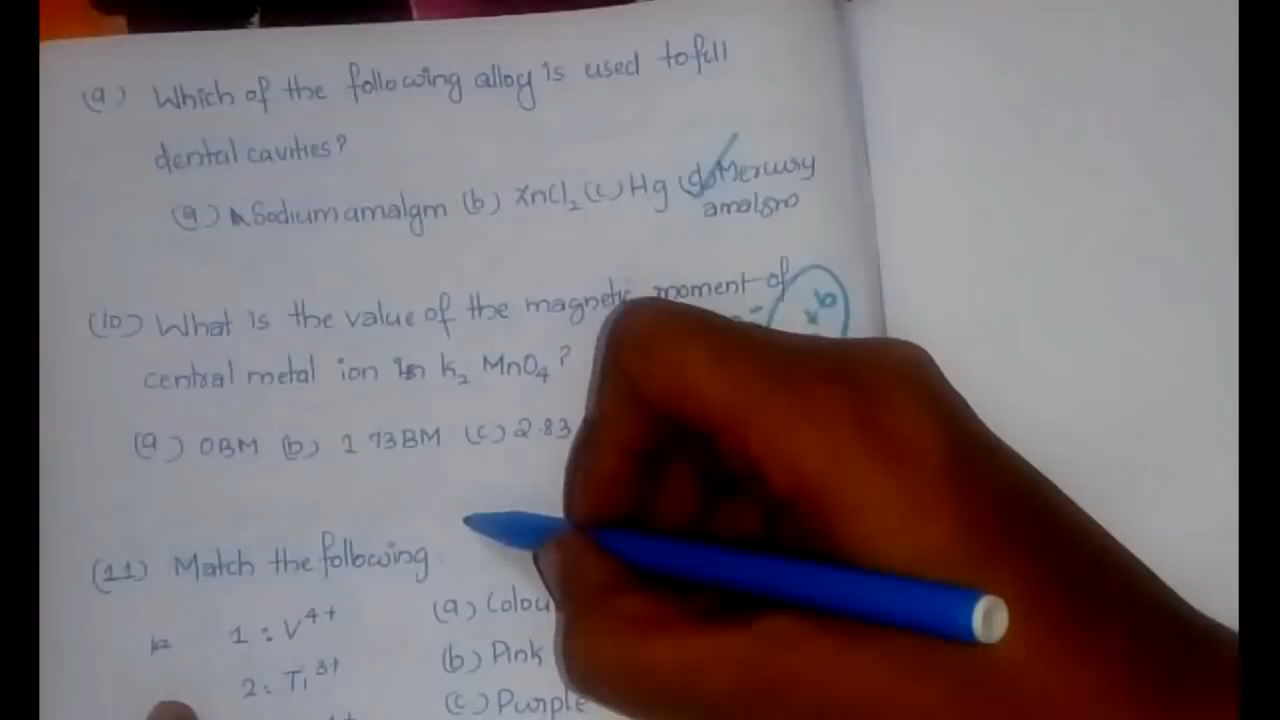 (9) Which of the following alloy is used to fill
dental cavities?
(a) Sodium amalgm (b) ZnCl2 (c) Hg (d) Mercury
amalgm
(10) What is the value of the magnetic moment of
central metal ion in K2 MnO4?
(a) 0BM (b) 1 73BM (c) 2.83
(11) Match the following
1: V4+ (a) Colou
2: Ti3+ (b) Pink
(c) Purple